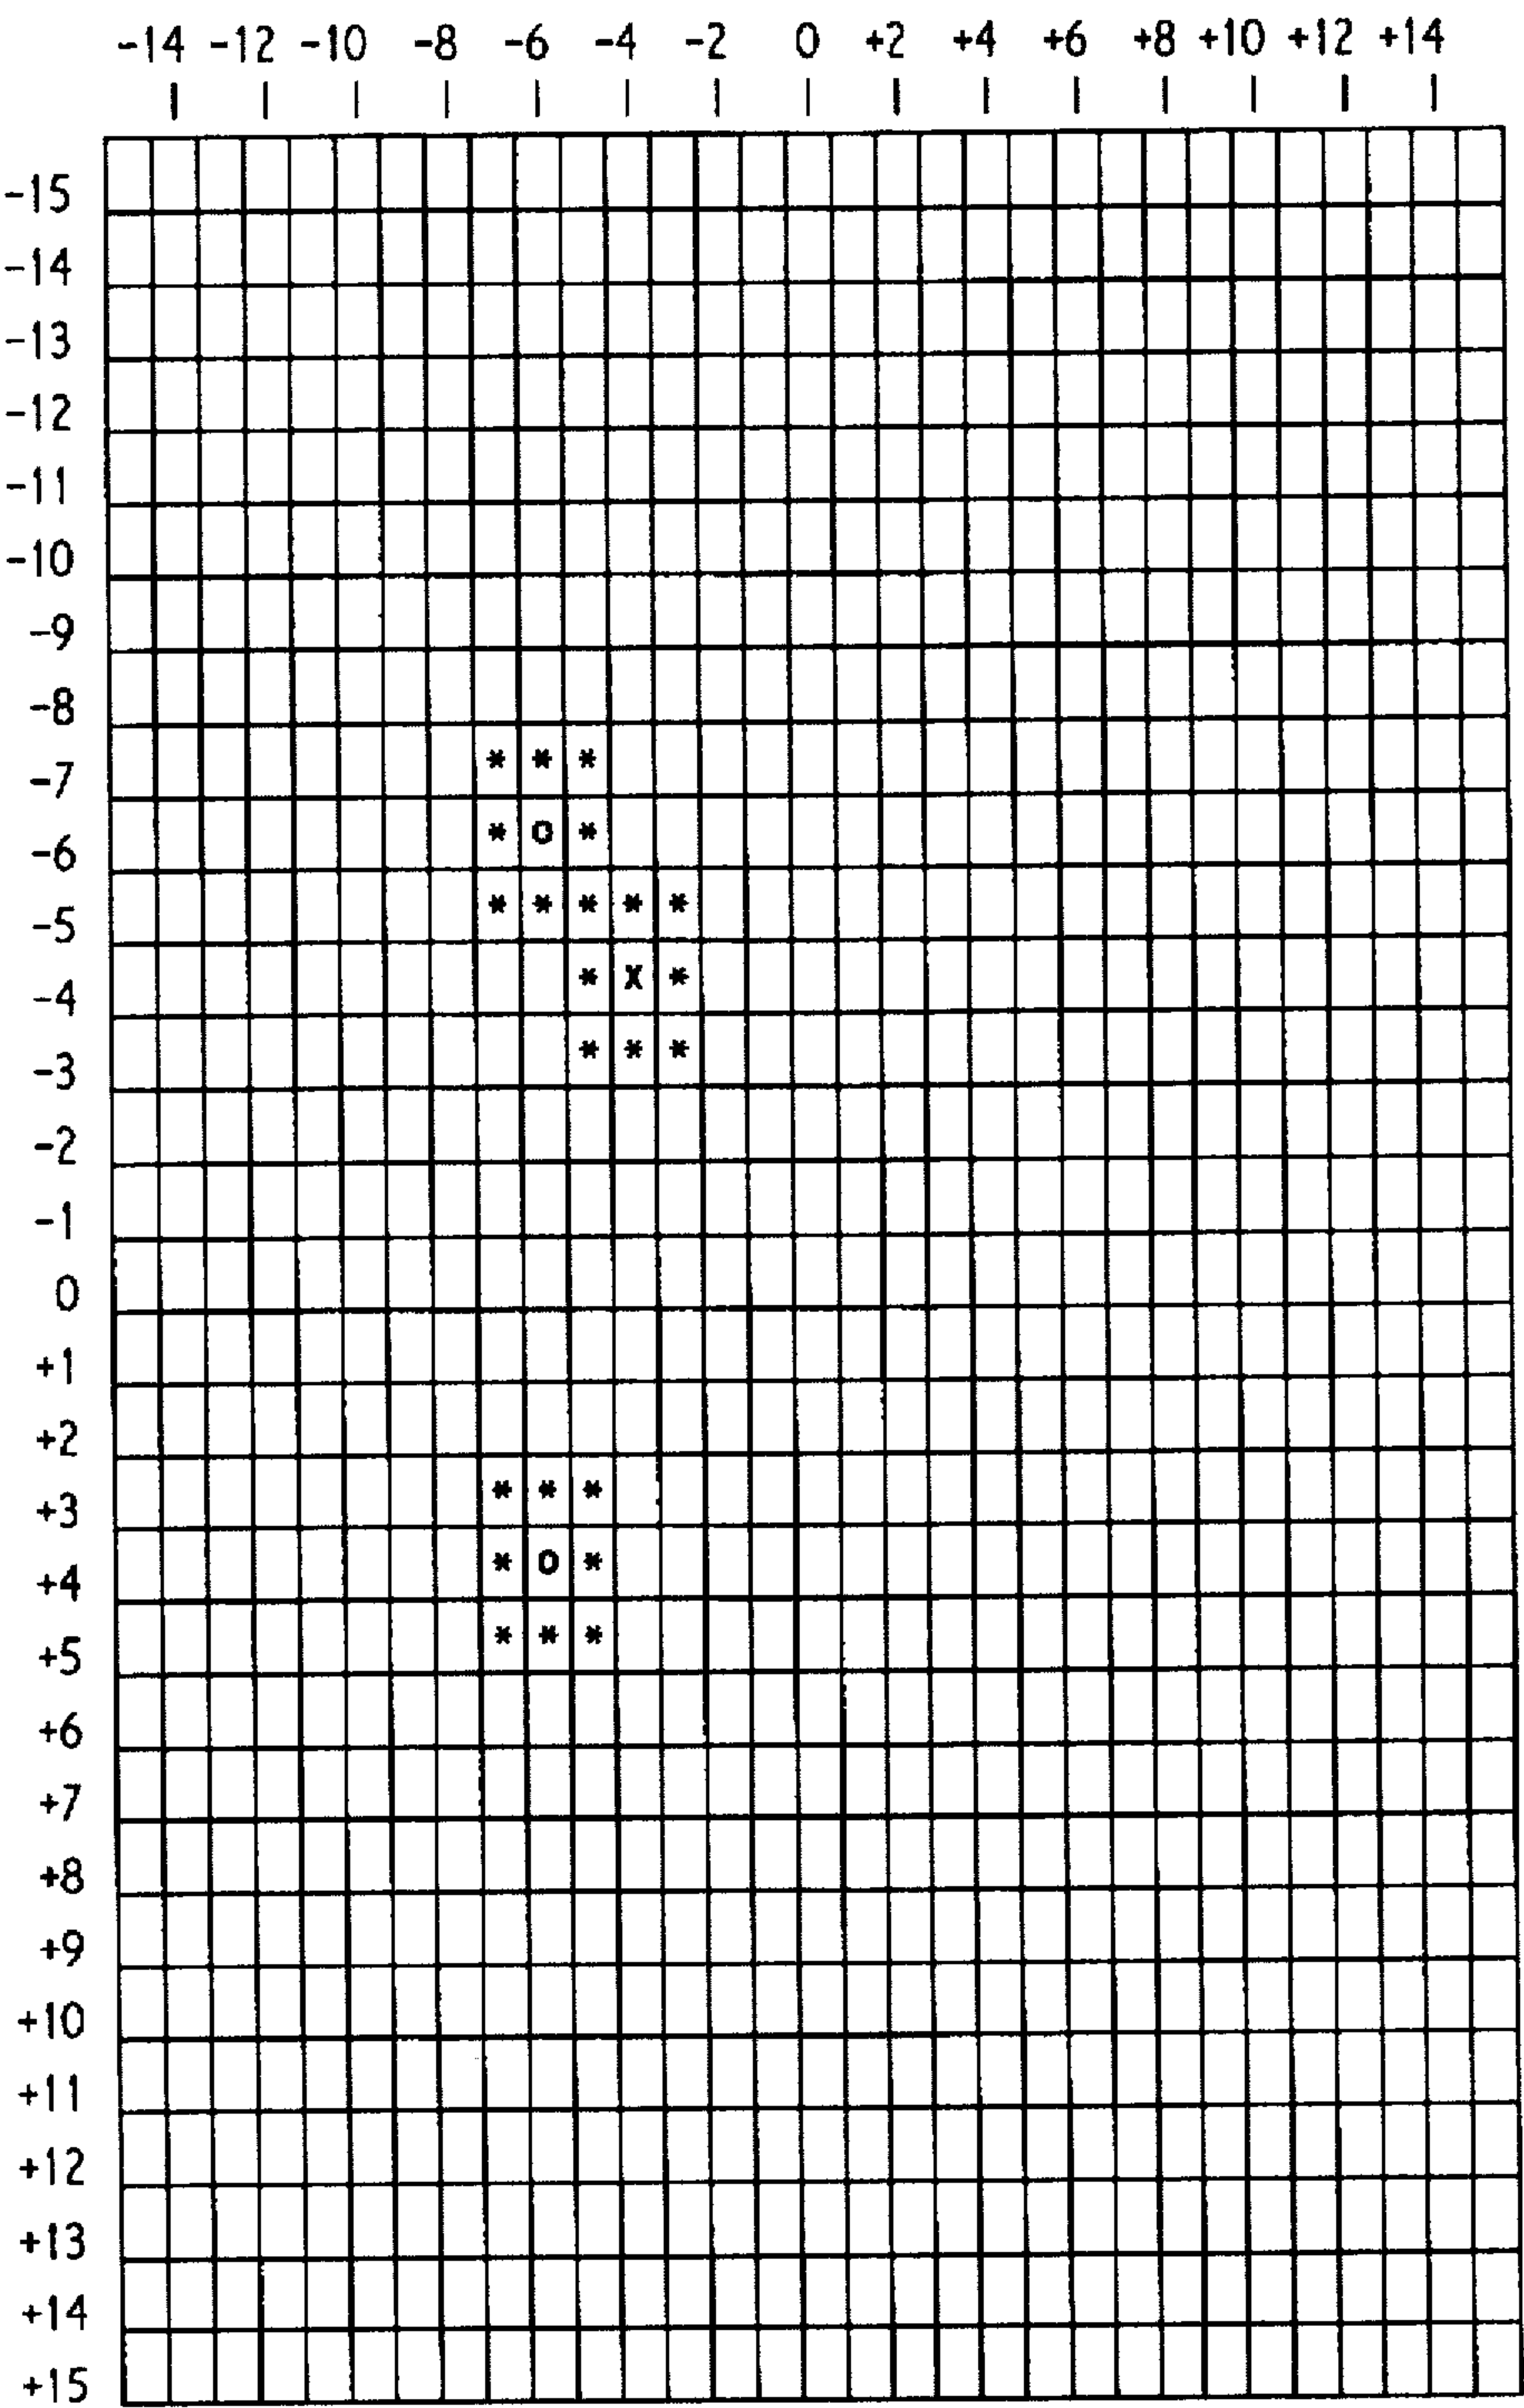 -14 -12 -10 -8 -6 -4 -2 0 +2 +4 +6 +8 +10 +12 +14
-15
-14
-13
-12
-11
-10
-9
-8
-7 * * *
-6 * O *
-5 * * * * *
-4 * X *
-3 * * *
-2
-1
0
+1
+2
+3 * * *
+4 * O *
+5 * * *
+6
+7
+8
+9
+10
+11
+12
+13
+14
+15